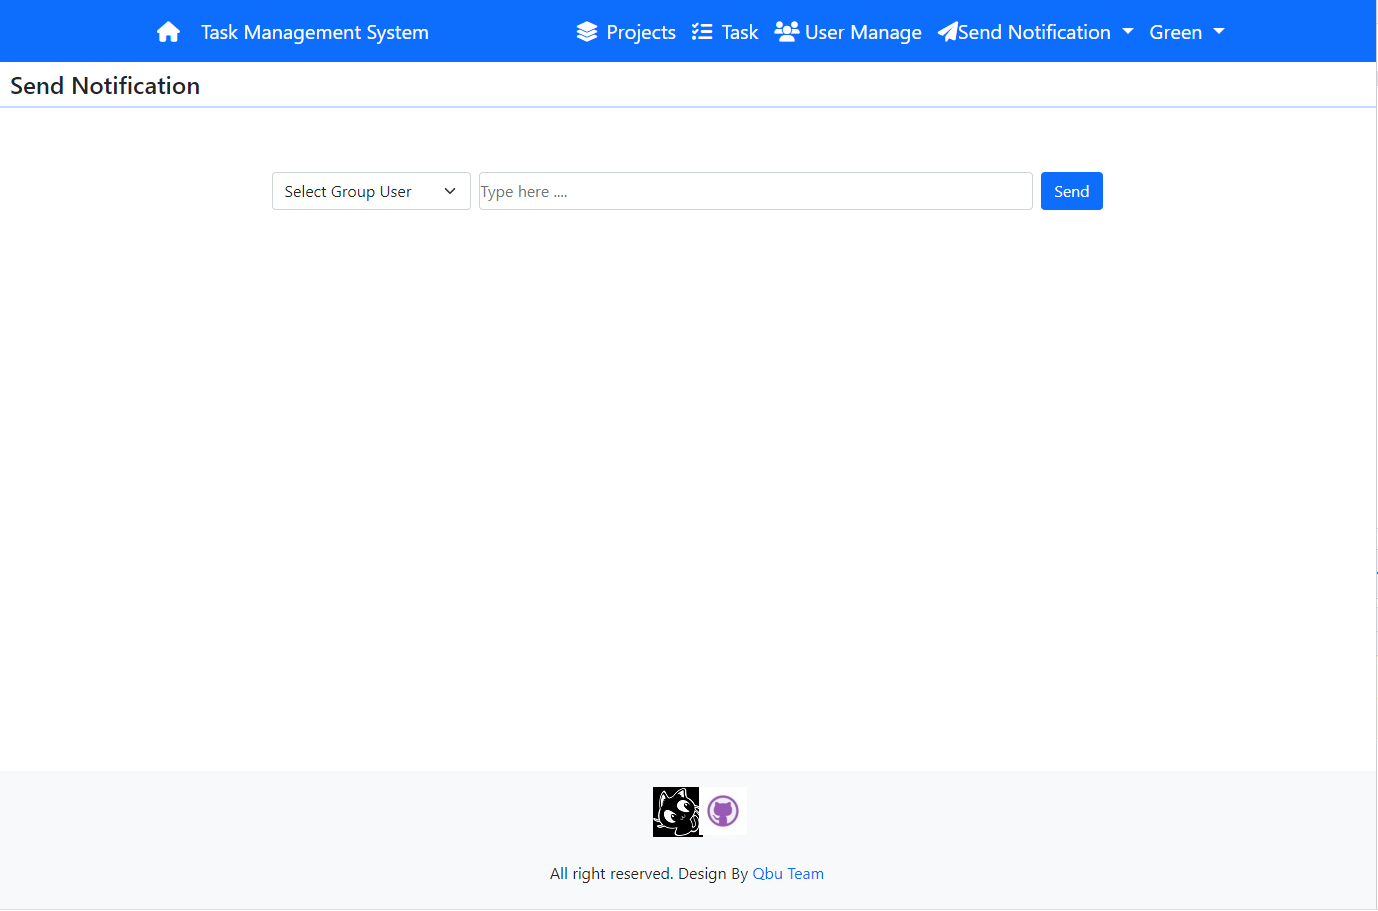 Task Management System Projects Task User Manage Send Notification Green
Send Notification
Select Group User Type here .... Send
All right reserved. Design By Qbu Team